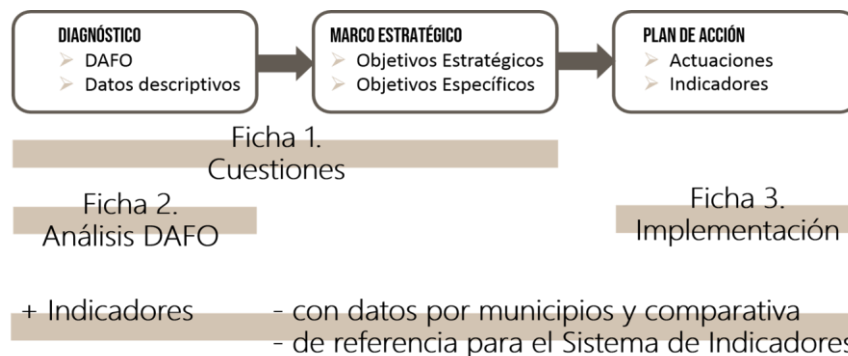 DIAGNÓSTICO
DAFO
Datos descriptivos
MARCO ESTRATÉGICO
Objetivos Estratégicos
Objetivos Específicos
PLAN DE ACCIÓN
Actuaciones
Indicadores
Ficha 1.
Cuestiones
Ficha 2.
Análisis DAFO
Ficha 3.
Implementación
+ Indicadores - con datos por municipios y comparativa
- de referencia para el Sistema de Indicadores